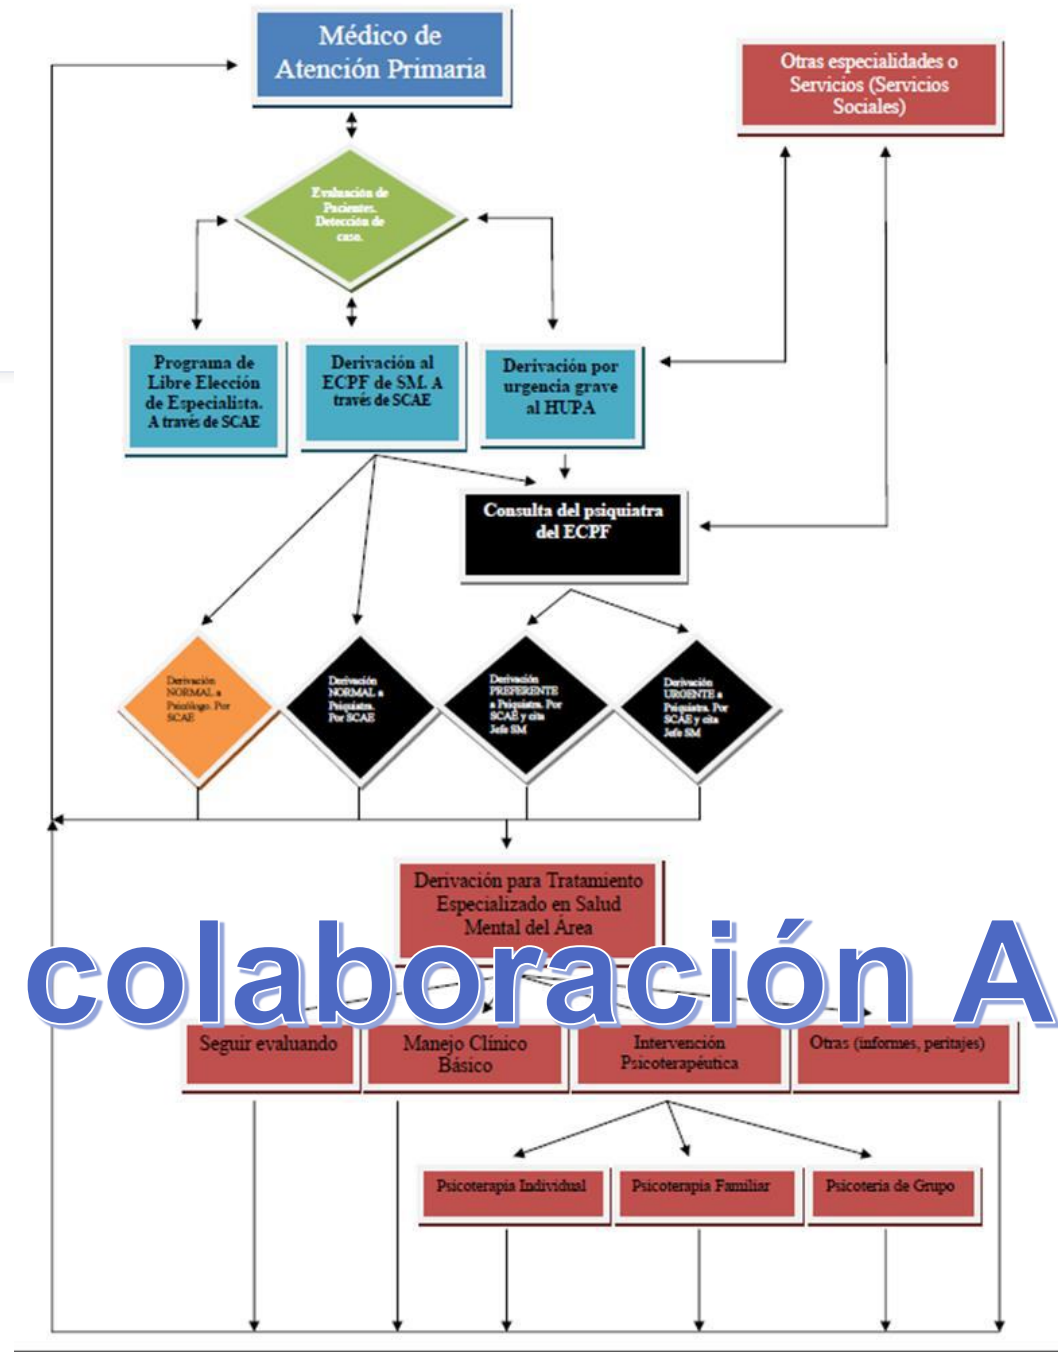 Médico de
Atención Primaria
Otras especialidades o
Servicios (Servicios
Sociales)
Evaluación de
Pacientes.
Detección de
caso.
Programa de
Libre Elección
de Especialista.
A través de SCAE
Derivación al
ECPF de SM. A
través de SCAE
Derivación por
urgencia grave
al HUPA
Consulta del psiquiatra
del ECPF
Derivación
NORMAL a
Psicólogo. Por
SCAE
Derivación
NORMAL a
Psiquiatra.
Por SCAE
Derivación
PREFERENTE
a Psiquiatra. Por
SCAE y cita
Jefe SM
Derivación
URGENTE a
Psiquiatra. Por
SCAE y cita
Jefe SM
Derivación para Tratamiento
Especializado en Salud
Mental del Área
colaboración A
Seguir evaluando
Manejo Clínico
Básico
Intervención
Psicoterapéutica
Otras (informes, peritajes)
Psicoterapia Individual
Psicoterapia Familiar
Psicoteria de Grupo